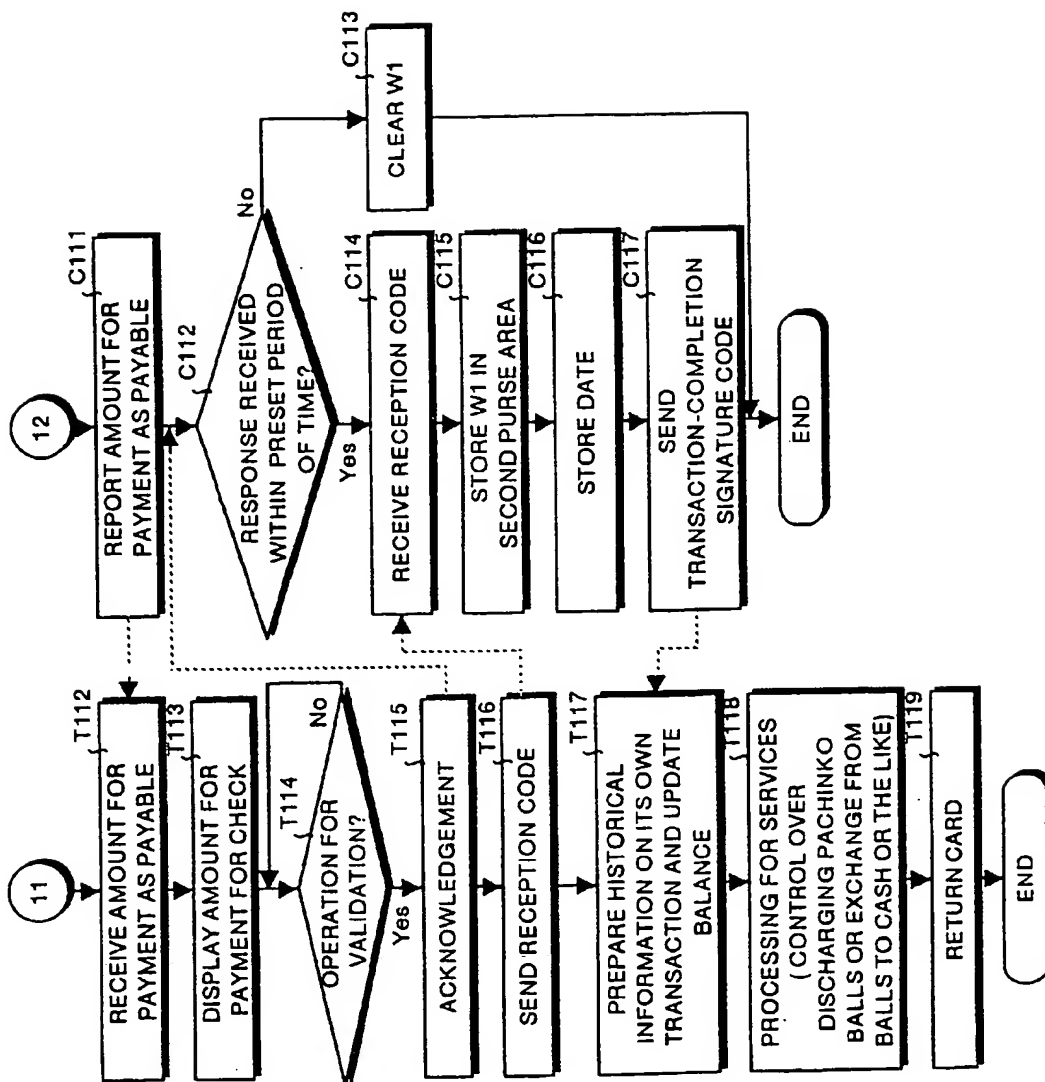 11
T112
RECEIVE AMOUNT FOR
PAYMENT AS PAYABLE
T113
DISPLAY AMOUNT FOR
PAYMENT FOR CHECK
T114
OPERATION FOR
VALIDATION?
No
Yes
T115
ACKNOWLEDGEMENT
T116
SEND RECEPTION CODE
T117
PREPARE HISTORICAL
INFORMATION ON ITS OWN
TRANSACTION AND UPDATE
BALANCE
T118
PROCESSING FOR SERVICES
( CONTROL OVER
DISCHARGING PACHINKO
BALLS OR EXCHANGE FROM
BALLS TO CASH OR THE LIKE)
T119
RETURN CARD
END
12
C111
REPORT AMOUNT FOR
PAYMENT AS PAYABLE
C112
RESPONSE RECEIVED
WITHIN PRESET PERIOD
OF TIME?
No
Yes
C113
CLEAR W1
C114
RECEIVE RECEPTION CODE
C115
STORE W1 IN
SECOND PURSE AREA
C116
STORE DATE
C117
SEND
TRANSACTION-COMPLETION
SIGNATURE CODE
END